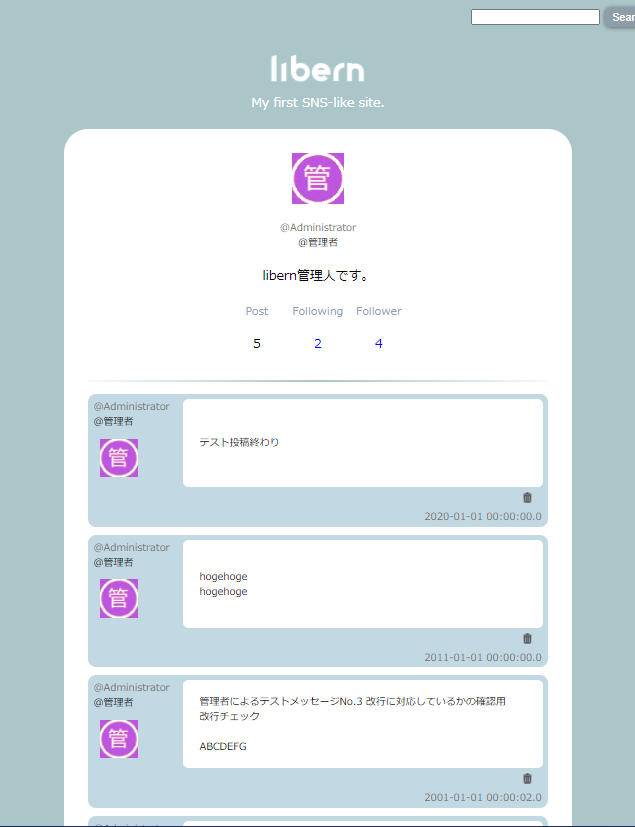 Sear
libern
My first SNS-like site.
管
@Administrator
@管理者
libern管理人です。
Post Following Follower
5 2 4
@Administrator
@管理者
管
テスト投稿終わり
2020-01-01 00:00:00.0
@Administrator
@管理者
管
hogehoge
hogehoge
2011-01-01 00:00:00.0
@Administrator
@管理者
管
管理者によるテストメッセージNo.3 改行に対応しているかの確認用
改行チェック
ABCDEFG
2001-01-01 00:00:02.0